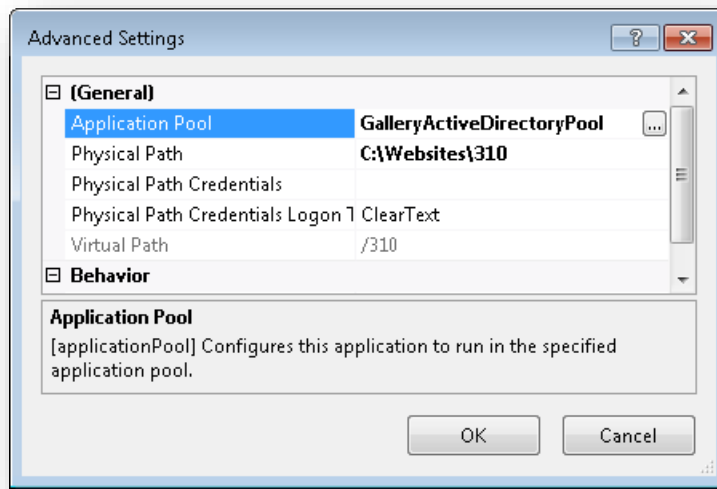 Advanced Settings
(General)
Application Pool GalleryActiveDirectoryPool ...
Physical Path C:\Websites\310
Physical Path Credentials
Physical Path Credentials Logon T ClearText
Virtual Path /310
Behavior
Application Pool
[applicationPool] Configures this application to run in the specified
application pool.
OK Cancel